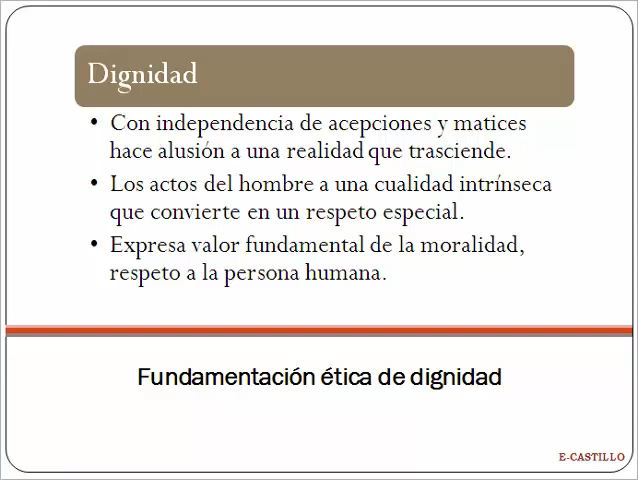 Dignidad
• Con independencia de acepciones y matices
hace alusión a una realidad que trasciende.
• Los actos del hombre a una cualidad intrínseca
que convierte en un respeto especial.
• Expresa valor fundamental de la moralidad,
respeto a la persona humana.
Fundamentación ética de dignidad
E-CASTILLO